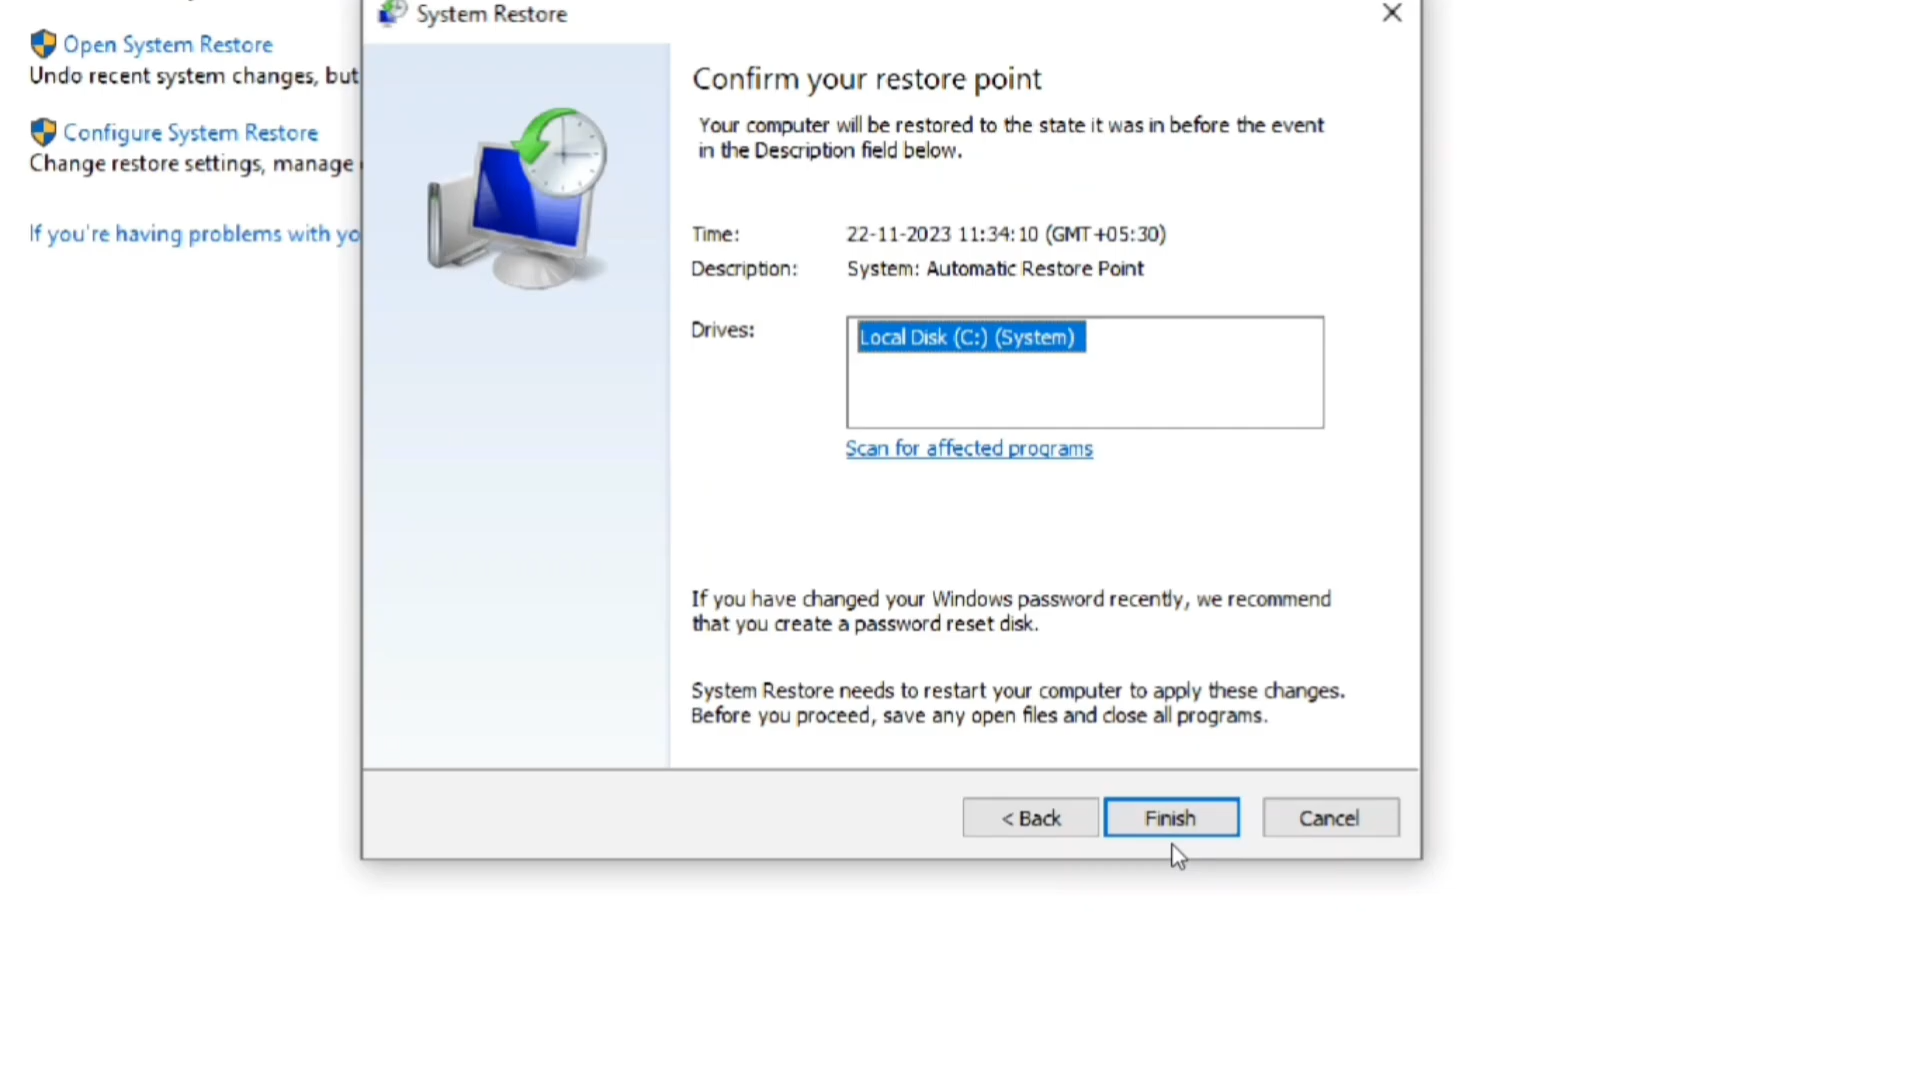 System Restore
Open System Restore
Undo recent system changes, but
Configure System Restore
Change restore settings, manage
If you're having problems with yo
Confirm your restore point
Your computer will be restored to the state it was in before the event
in the Description field below.
Time: 22-11-2023 11:34:10 (GMT+05:30)
Description: System: Automatic Restore Point
Drives: Local Disk (C:) (System)
Scan for affected programs
If you have changed your Windows password recently, we recommend
that you create a password reset disk.
System Restore needs to restart your computer to apply these changes.
Before you proceed, save any open files and close all programs.
< Back Finish Cancel